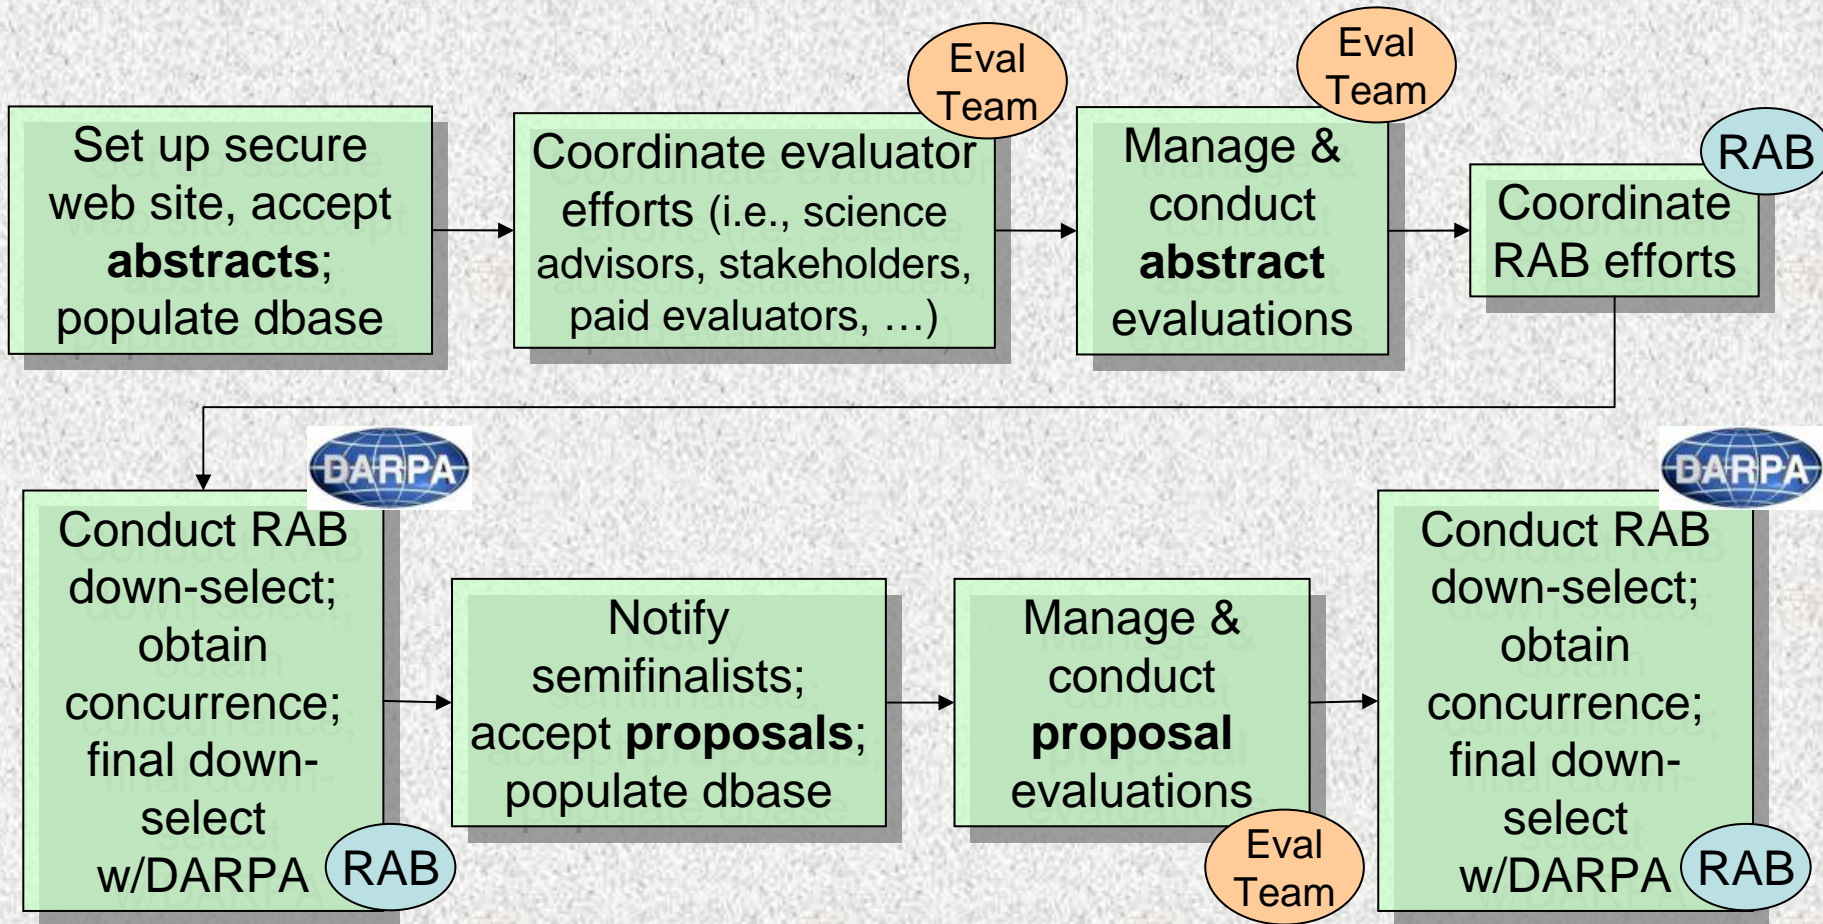 Set up secure
web site, accept
abstracts;
populate dbase
Eval
Team
Coordinate evaluator
efforts (i.e., science
advisors, stakeholders,
paid evaluators, …)
Eval
Team
Manage &
conduct
abstract
evaluations
RAB
Coordinate
RAB efforts
DARPA
Conduct RAB
down-select;
obtain
concurrence;
final down-
select
w/DARPA
RAB
Notify
semifinalists;
accept proposals;
populate dbase
Manage &
conduct
proposal
evaluations
Eval
Team
DARPA
Conduct RAB
down-select;
obtain
concurrence;
final down-
select
w/DARPA
RAB